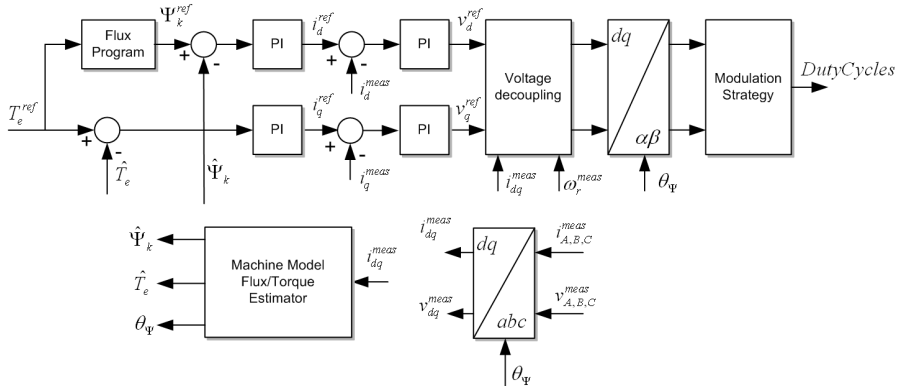 Ψ_k^ref
Flux
Program
+
-
PI
i_d^ref
+
-
i_d^meas
PI
v_d^ref
T_e^ref
+
-
T̂_e
Ψ̂_k
PI
i_q^ref
+
-
i_q^meas
PI
v_q^ref
Voltage
decoupling
i_dq^meas
ω_r^meas
dq
αβ
θ_Ψ
Modulation
Strategy
DutyCycles
Ψ̂_k
T̂_e
θ_Ψ
Machine Model
Flux/Torque
Estimator
i_dq^meas
i_dq^meas
v_dq^meas
dq
abc
i_A,B,C^meas
v_A,B,C^meas
θ_Ψ